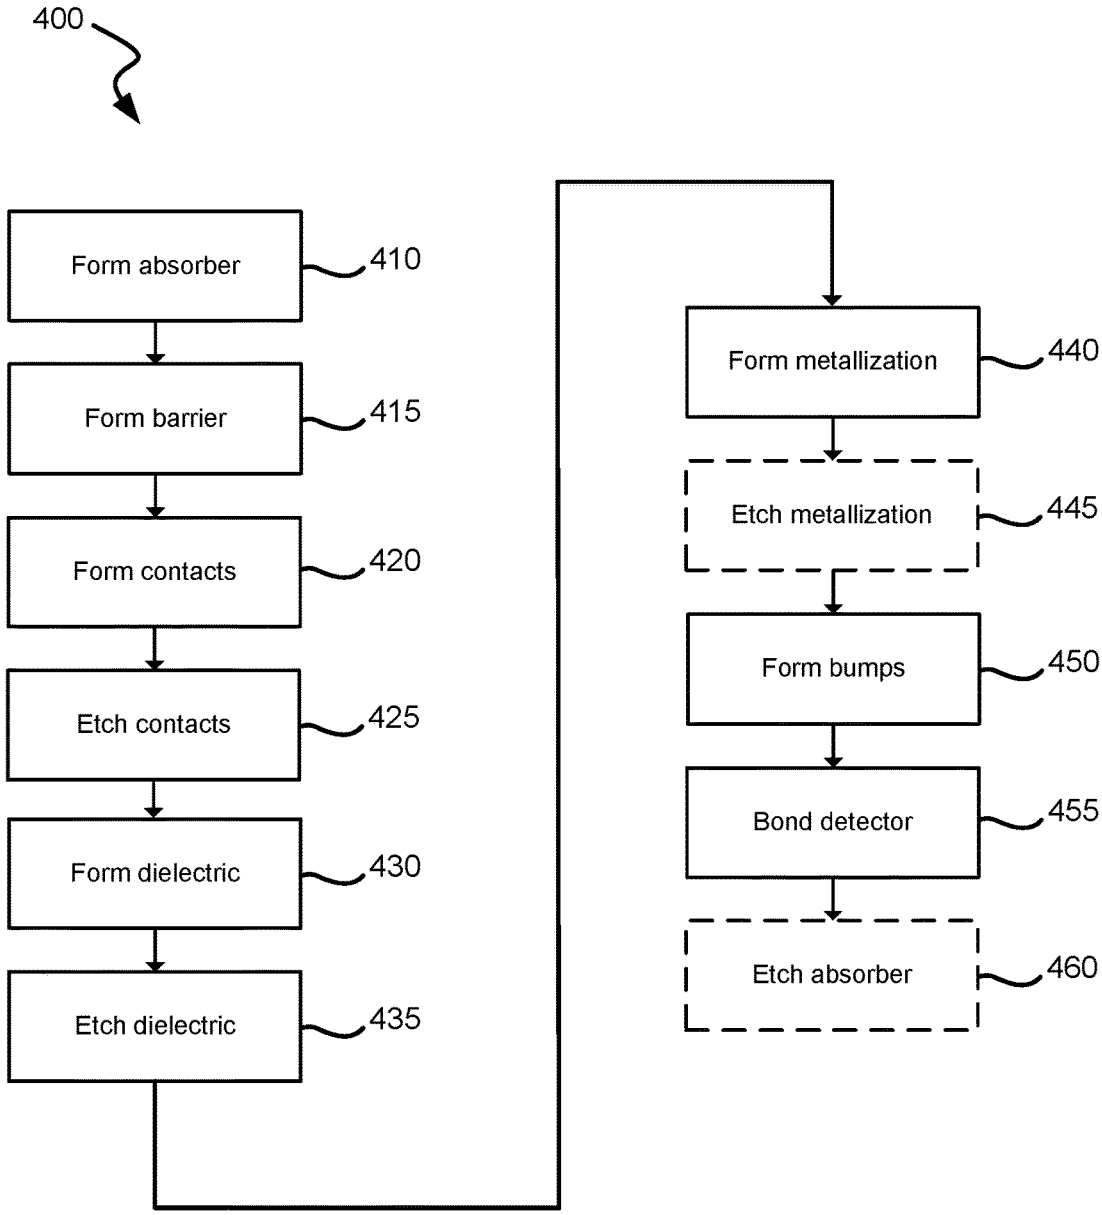 400
Form absorber
410
Form barrier
415
Form contacts
420
Etch contacts
425
Form dielectric
430
Etch dielectric
435
Form metallization
440
Etch metallization
445
Form bumps
450
Bond detector
455
Etch absorber
460